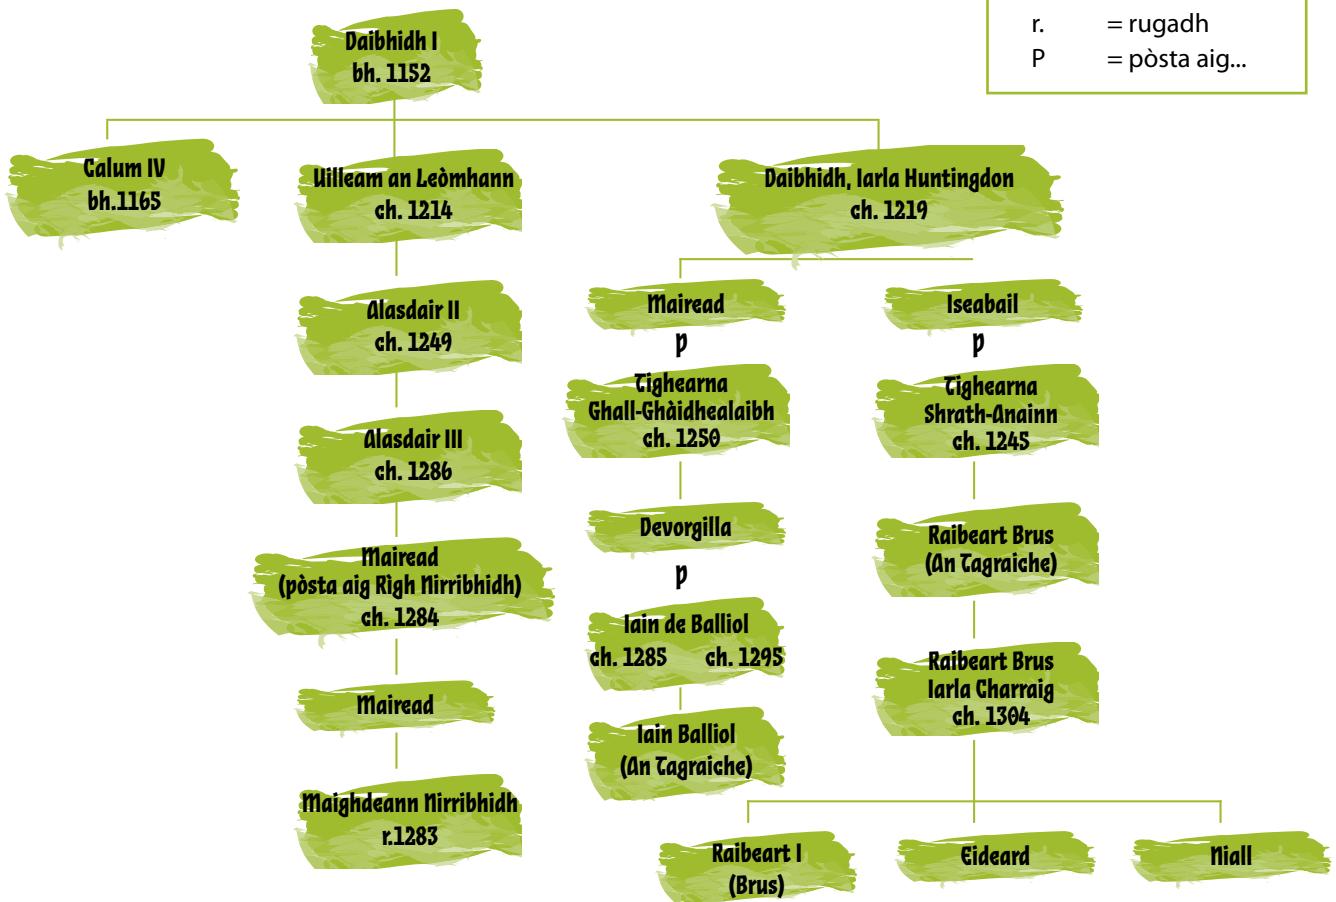 r. = rugadh
P = pòsta aig...
Daibhidh I
bh. 1152
Calum IV
bh.1165
Uilleam an Leòmhann
ch. 1214
Daibhidh, Iarla Huntingdon
ch. 1219
Alasdair II
ch. 1249
Alasdair III
ch. 1286
Mairead
(pòsta aig Rìgh Nirribhidh)
ch. 1284
Mairead
Maighdeann Nirribhidh
r.1283
Mairead
p
Tighearna
Ghall-Ghàidhealaibh
ch. 1250
Devorgilla
p
Iain de Balliol
ch. 1285 ch. 1295
Iain Balliol
(An Tagraiche)
Iseabail
p
Tighearna
Shrath-Anainn
ch. 1245
Raibeart Brus
(An Tagraiche)
Raibeart Brus
Iarla Charraig
ch. 1304
Raibeart I
(Brus)
Eideard
Niall